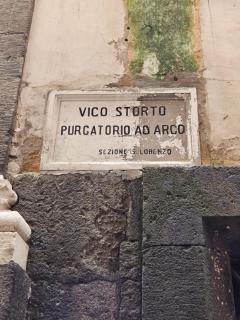 VICO STORTO
PURGATORIO AD ARCO
SEZIONE S. LORENZO